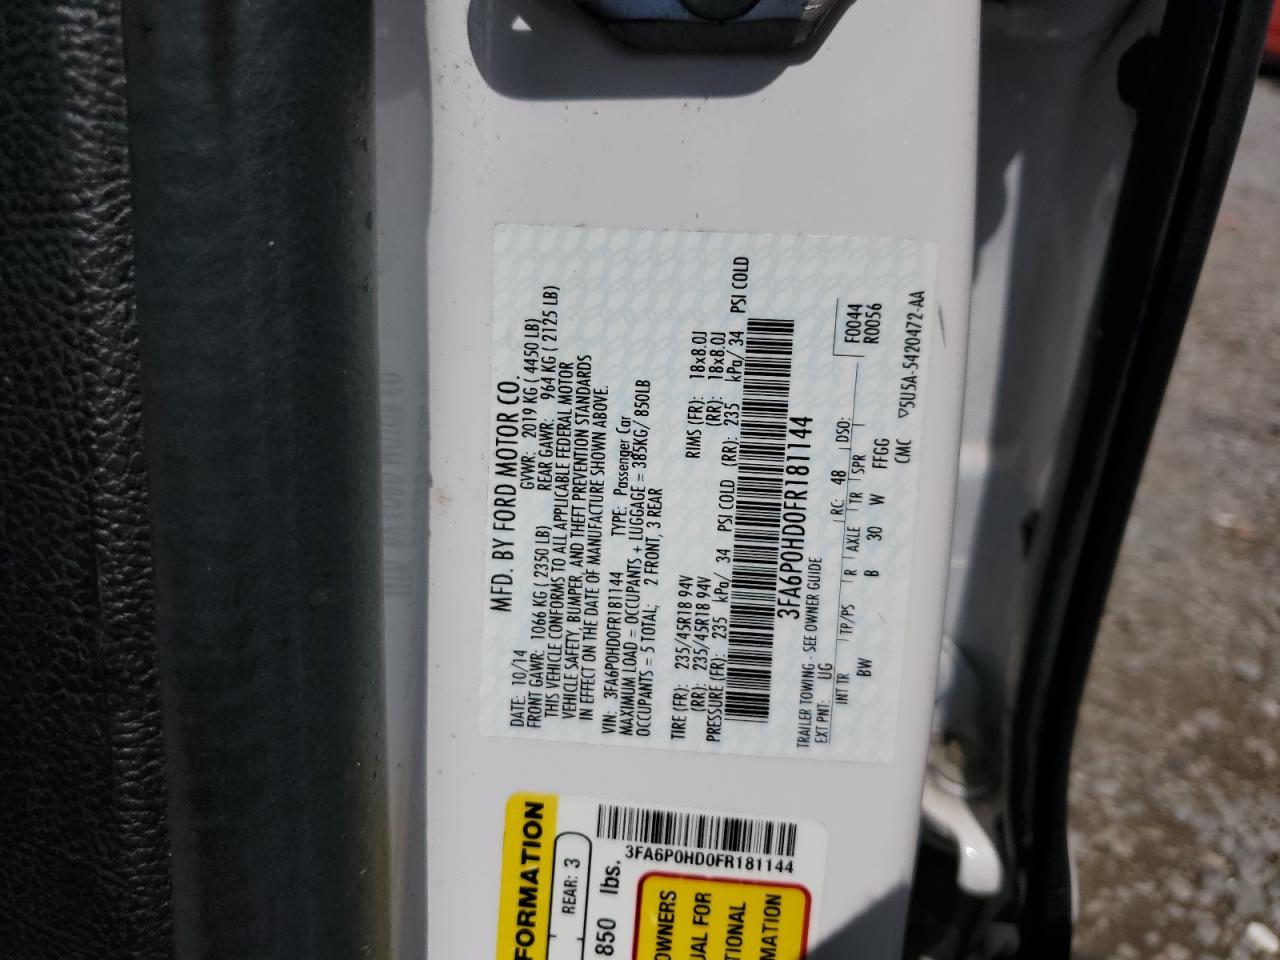 MFD. BY FORD MOTOR CO.
DATE: 10/14 GVWR: 2019 KG ( 4450 LB)
FRONT GAWR: 1066 KG ( 2350 LB) REAR GAWR: 964 KG ( 2125 LB)
THIS VEHICLE CONFORMS TO ALL APPLICABLE FEDERAL MOTOR
VEHICLE SAFETY, BUMPER, AND THEFT PREVENTION STANDARDS
IN EFFECT ON THE DATE OF MANUFACTURE SHOWN ABOVE.
VIN: 3FA6P0HD0FR181144 TYPE: Passenger Car
MAXIMUM LOAD = OCCUPANTS + LUGGAGE = 385KG/ 850LB
OCCUPANTS = 5 TOTAL; 2 FRONT, 3 REAR
TIRE (FR): 235/45R18 94V RIMS (FR): 18x8.0J
(RR): 235/45R18 94V (RR): 18x8.0J
PRESSURE (FR): 235 kPa/ 34 PSI COLD (RR): 235 kPa/ 34 PSI COLD
3FA6P0HD0FR181144
TRAILER TOWING - SEE OWNER GUIDE
EXT PNT: UG RC: 48 DSO: F0044
INT TR TP/PS R AXLE TR SPR R0056
BW B 30 W FFGG
CMC ▽5U5A-5420472-AA
FORMATION
REAR: 3
850 lbs.
3FA6P0HD0FR181144
OWNERS
UAL FOR
TIONAL
MATION